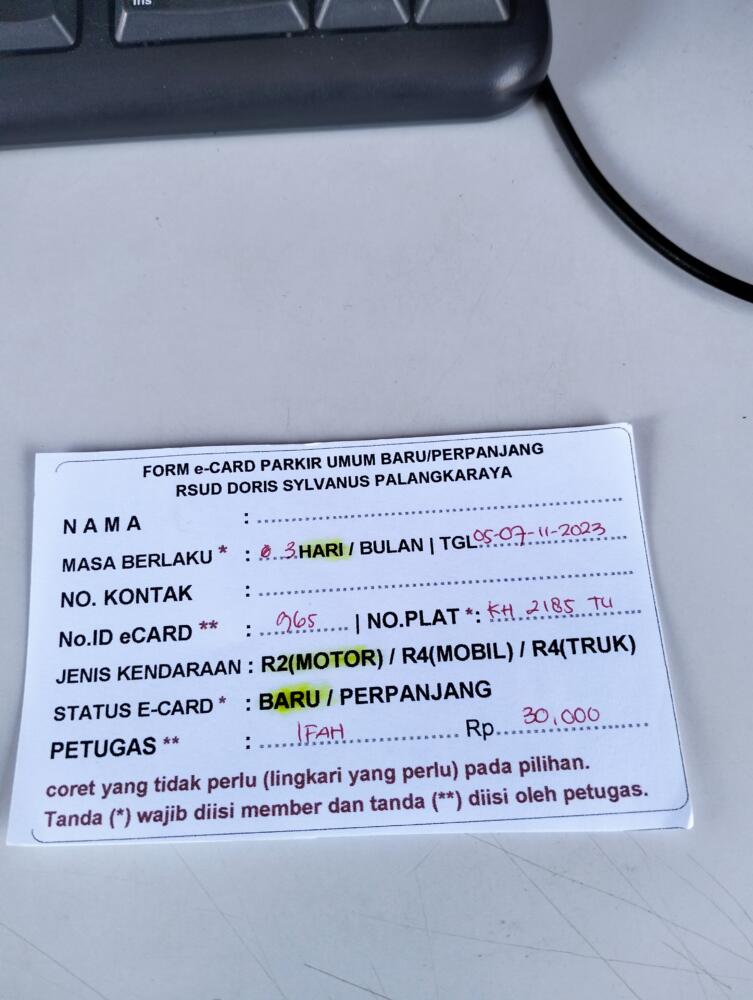 Ins
FORM e-CARD PARKIR UMUM BARU/PERPANJANG
RSUD DORIS SYLVANUS PALANGKARAYA
NAMA :
MASA BERLAKU * : 3 HARI / BULAN | TGL 05-07-11-2023
NO. KONTAK :
No.ID eCARD ** : 965 | NO.PLAT *: KH 2185 TU
JENIS KENDARAAN : R2(MOTOR) / R4(MOBIL) / R4(TRUK)
STATUS E-CARD * : BARU / PERPANJANG
PETUGAS ** : IFAH Rp. 30,000
coret yang tidak perlu (lingkari yang perlu) pada pilihan.
Tanda (*) wajib diisi member dan tanda (**) diisi oleh petugas.